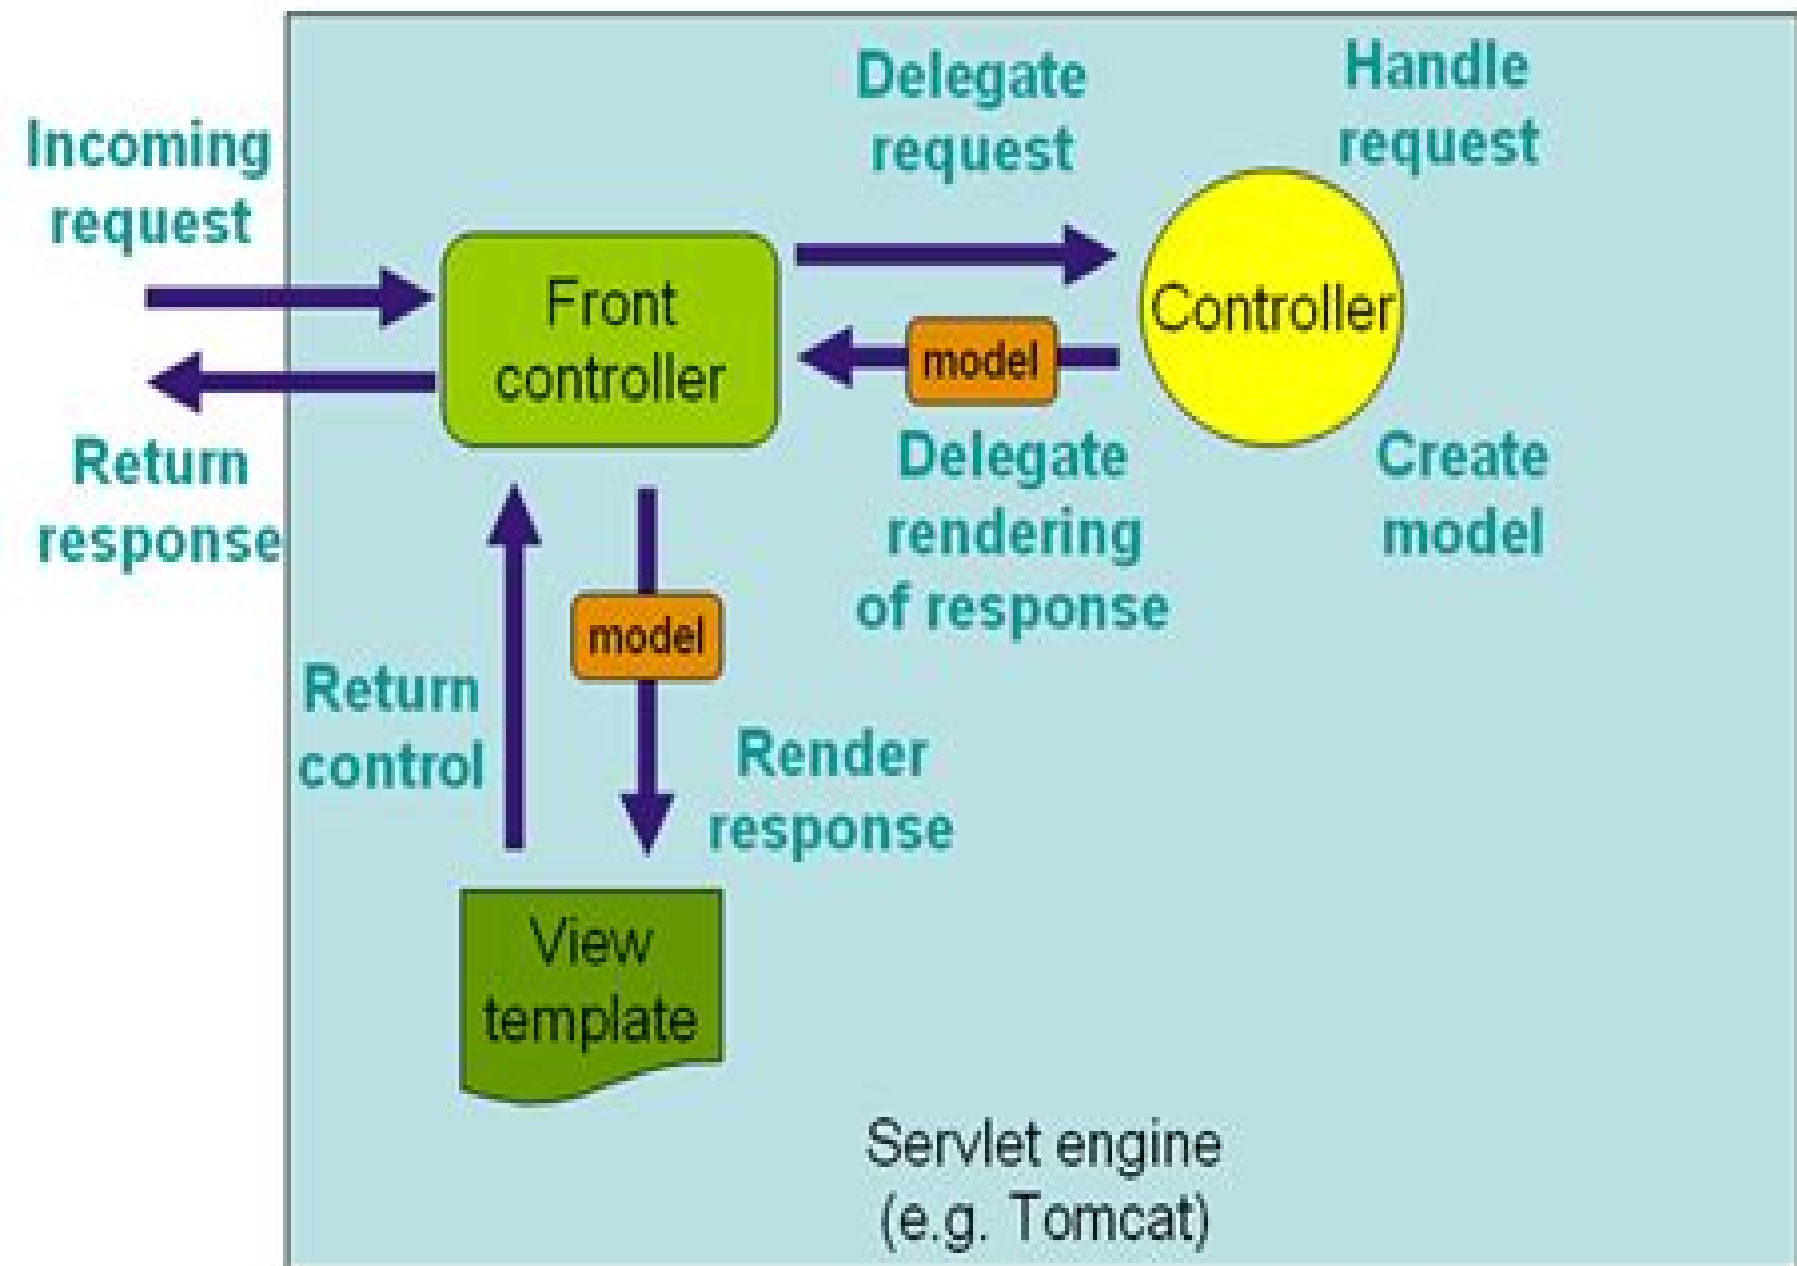 Incoming
request
Return
response
Front
controller
Delegate
request
Handle
request
Controller
model
Delegate
rendering
of response
Create
model
Return
control
model
Render
response
View
template
Servlet engine
(e.g. Tomcat)